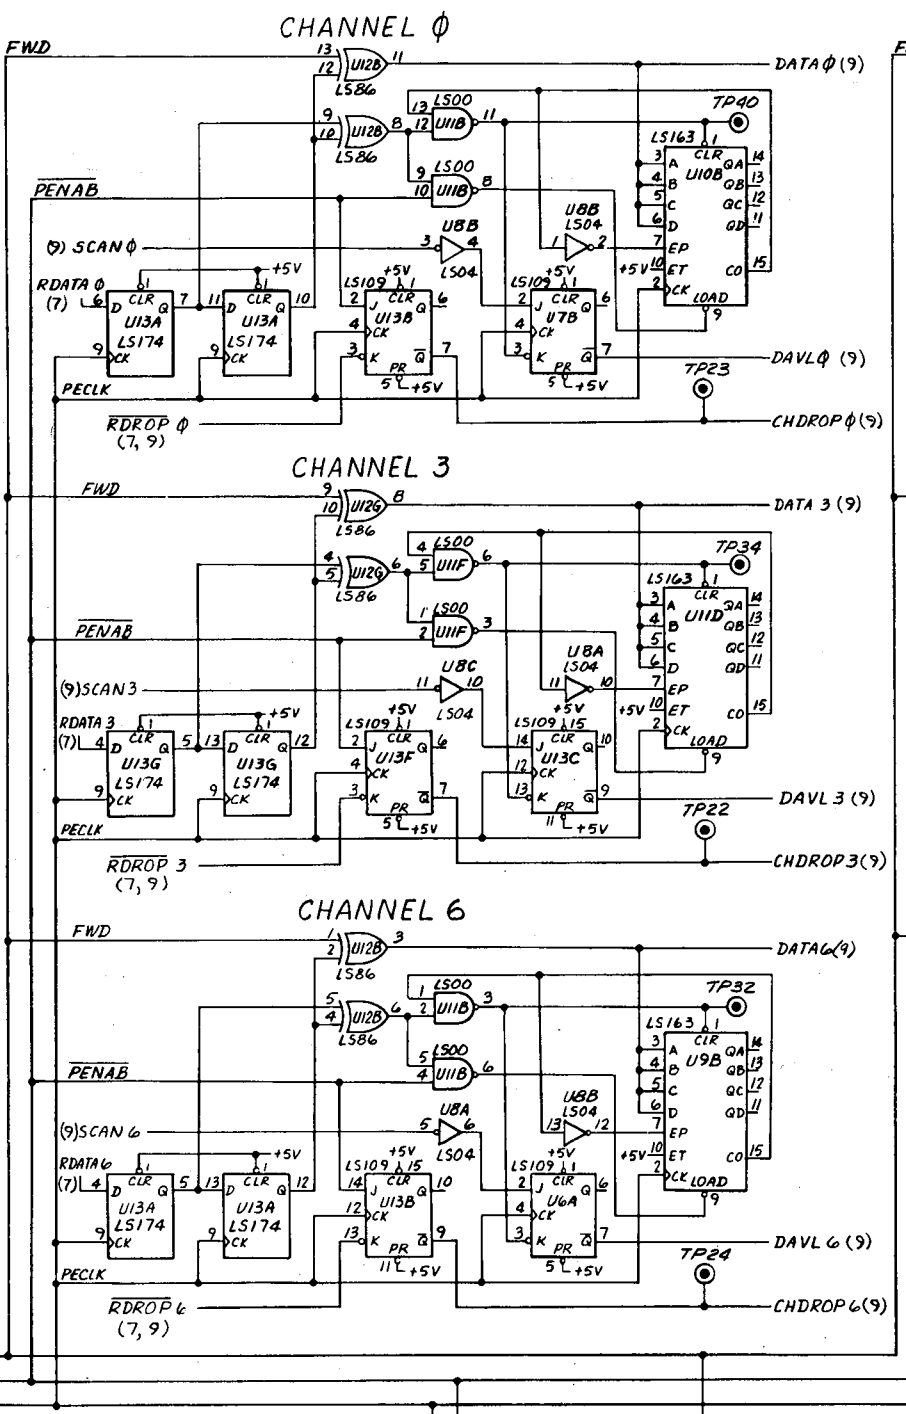 CHANNEL 0
FWD
13
12
U12B
LS86
11
DATA0 (9)
9
10
U12B
LS86
8
LS00
13
12
U11B
11
TP40
LS163
1
CLR
U10B
3 A QA 14
4 B QB 13
5 C QC 12
6 D QD 11
7 EP
+5V 10 ET
2 CK
CO 15
LOAD
9
PENAB
LS00
9
10
U11B
8
U8B
LS04
1
2
(9) SCAN0
U8B
3
4
LS04
RDATA 0
(7)
6 D Q 7
1
CLR
U13A
LS174
9 CK
+5V
11 D Q 10
1
CLR
U13A
LS174
9 CK
LS109
+5V
1
CLR
2 J Q 6
U13B
4 CK
3 K Q 7
PR
5
+5V
LS109
+5V
1
CLR
2 J Q 6
U7B
4 CK
3 K Q 7
PR
5
+5V
DAVL0 (9)
TP23
PECLK
RDROP 0
(7, 9)
CHDROP 0 (9)
CHANNEL 3
FWD
9
10
U12G
LS86
8
DATA 3 (9)
4
5
U12G
LS86
6
LS00
4
5
U11F
6
TP34
LS163
1
CLR
U11D
3 A QA 14
4 B QB 13
5 C QC 12
6 D QD 11
7 EP
+5V 10 ET
2 CK
CO 15
LOAD
9
PENAB
LS00
1
2
U11F
3
U8A
LS04
11
10
(9) SCAN 3
U8C
11
10
LS04
RDATA 3
(7)
4 D Q 5
1
CLR
U13G
LS174
9 CK
+5V
13 D Q 12
1
CLR
U13G
LS174
9 CK
LS109
+5V
1
CLR
2 J Q 6
U13F
4 CK
3 K Q 7
PR
5
+5V
LS109
+5V
15
CLR
14 J Q 10
U13C
12 CK
13 K Q 9
PR
11
+5V
DAVL 3 (9)
TP22
PECLK
RDROP 3
(7, 9)
CHDROP 3 (9)
CHANNEL 6
FWD
1
2
U12B
LS86
3
DATA6 (9)
5
4
U12B
LS86
6
LS00
1
2
U11B
3
TP32
LS163
1
CLR
U9B
3 A QA 14
4 B QB 13
5 C QC 12
6 D QD 11
7 EP
+5V 10 ET
2 CK
CO 15
LOAD
9
PENAB
LS00
5
4
U11B
6
U8B
LS04
13
12
(9) SCAN 6
U8A
5
6
LS04
RDATA6
(7)
4 D Q 5
1
CLR
U13A
LS174
9 CK
+5V
13 D Q 12
1
CLR
U13A
LS174
9 CK
LS109
+5V
15
CLR
14 J Q 10
U13B
12 CK
13 K Q 9
PR
11
+5V
LS109
+5V
1
CLR
2 J Q 6
U6A
4 CK
3 K Q 7
PR
5
+5V
DAVL 6 (9)
TP24
PECLK
RDROP 6
(7, 9)
CHDROP 6 (9)